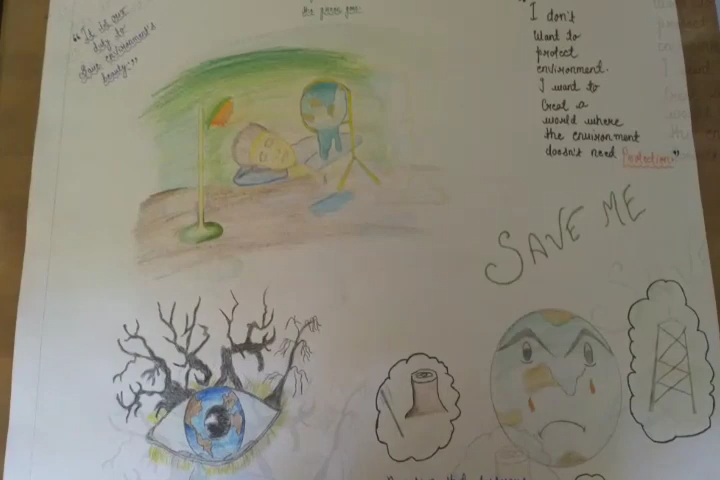 "It is our
duty to
Save environment's
beauty."
I don't
Want to
protect
environment.
I want to
Creat a
world where
the environment
doesn't need Protection"
SAVE ME